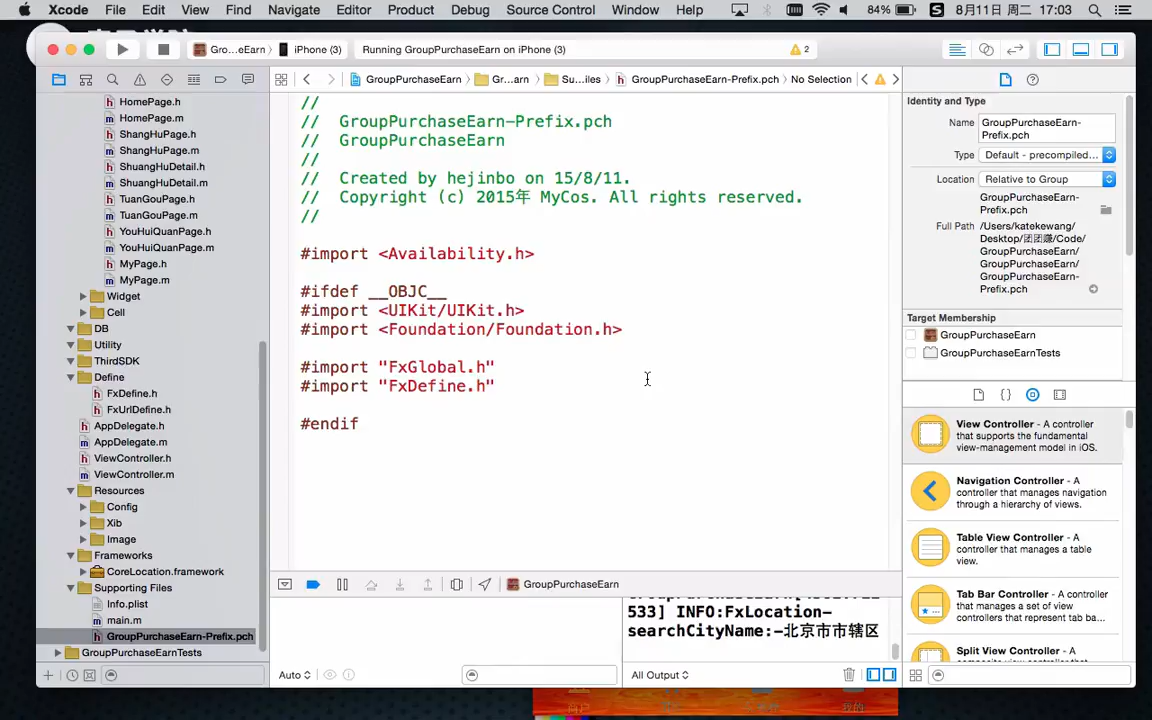 Xcode File Edit View Find Navigate Editor Product Debug Source Control Window Help 84% S 8月11日 周二 17:03
Gro...eEarn iPhone (3) Running GroupPurchaseEarn on iPhone (3) 2
GroupPurchaseEarn Gr...arn Su...iles GroupPurchaseEarn-Prefix.pch No Selection
HomePage.h
HomePage.m
ShangHuPage.h
ShangHuPage.m
ShuangHuDetail.h
ShuangHuDetail.m
TuanGouPage.h
TuanGouPage.m
YouHuiQuanPage.h
YouHuiQuanPage.m
MyPage.h
MyPage.m
Widget
Cell
DB
Utility
ThirdSDK
Define
FxDefine.h
FxUrlDefine.h
AppDelegate.h
AppDelegate.m
ViewController.h
ViewController.m
Resources
Config
Xib
Image
Frameworks
CoreLocation.framework
Supporting Files
Info.plist
main.m
GroupPurchaseEarn-Prefix.pch
GroupPurchaseEarnTests
//
// GroupPurchaseEarn-Prefix.pch
// GroupPurchaseEarn
//
// Created by hejinbo on 15/8/11.
// Copyright (c) 2015年 MyCos. All rights reserved.
//
#import <Availability.h>
#ifdef __OBJC__
#import <UIKit/UIKit.h>
#import <Foundation/Foundation.h>
#import "FxGlobal.h"
#import "FxDefine.h"
#endif
GroupPurchaseEarn
533] INFO:FxLocation-
searchCityName:-北京市市辖区
Auto
All Output
Identity and Type
Name GroupPurchaseEarn-
Prefix.pch
Type Default - precompiled...
Location Relative to Group
GroupPurchaseEarn-
Prefix.pch
Full Path /Users/katekewang/
Desktop/团团赚/Code/
GroupPurchaseEarn/
GroupPurchaseEarn/
GroupPurchaseEarn-
Prefix.pch
Target Membership
GroupPurchaseEarn
GroupPurchaseEarnTests
View Controller - A controller
that supports the fundamental
view-management model in iOS.
Navigation Controller - A
controller that manages navigation
through a hierarchy of views.
Table View Controller - A
controller that manages a table
view.
Tab Bar Controller - A controller
that manages a set of view
controllers that represent tab ba...
Split View Controller - A